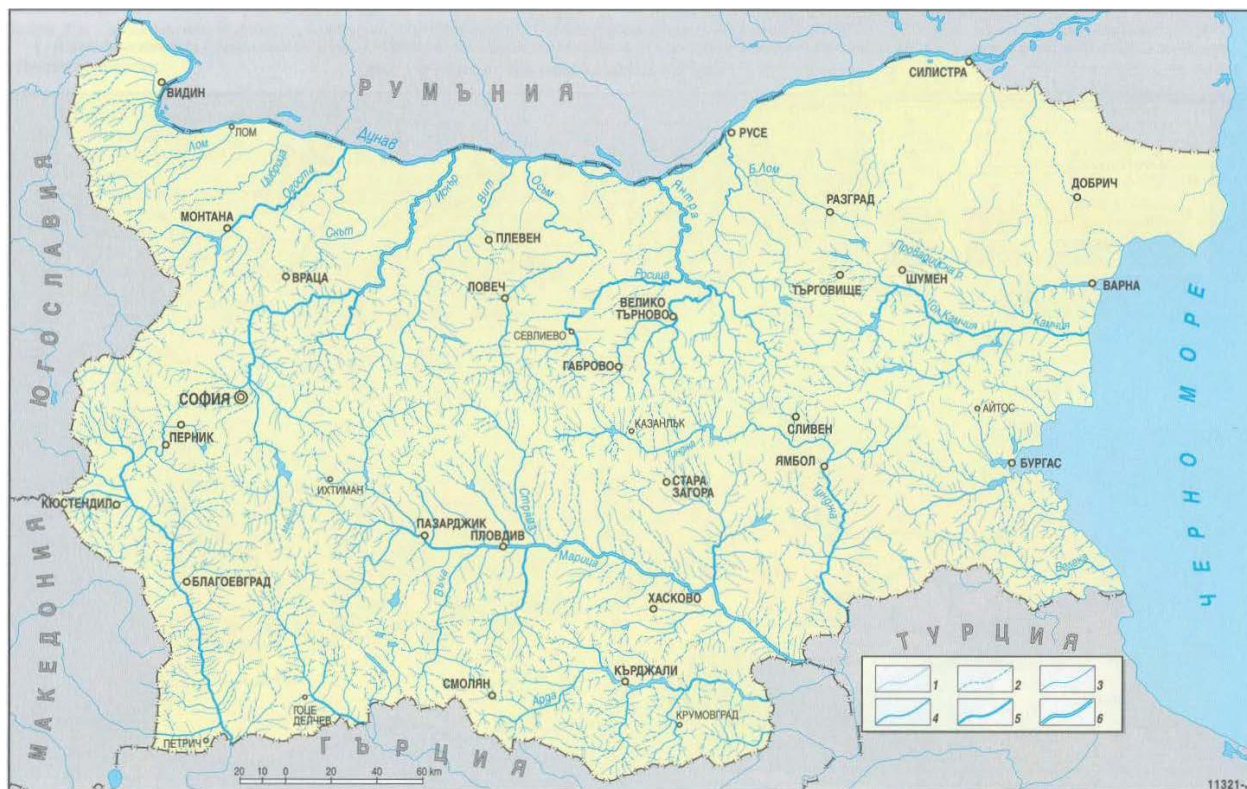 РУМЪНИЯ
ЮГОСЛАВИЯ
МАКЕДОНИЯ
ГЪРЦИЯ
ТУРЦИЯ
ЧЕРНО МОРЕ
ВИДИН
ЛОМ
Лом
Дунав
Цибрица
Огоста
МОНТАНА
Скът
ВРАЦА
Искър
Вит
Осъм
ПЛЕВЕН
ЛОВЕЧ
Янтра
Росица
ВЕЛИКО
ТЪРНОВО
СЕВЛИЕВО
ГАБРОВО
РУСЕ
Б.Лом
РАЗГРАД
СИЛИСТРА
ДОБРИЧ
Провадийска р.
ШУМЕН
ТЪРГОВИЩЕ
ВАРНА
Гол.Камчия
Камчия
СОФИЯ
ПЕРНИК
КЮСТЕНДИЛ
ИХТИМАН
КАЗАНЛЪК
СЛИВЕН
АЙТОС
ЯМБОЛ
БУРГАС
СТАРА
ЗАГОРА
Тунджа
Стряма
ПАЗАРДЖИК
ПЛОВДИВ
Марица
Въча
БЛАГОЕВГРАД
ХАСКОВО
Велека
СМОЛЯН
КЪРДЖАЛИ
Арда
КРУМОВГРАД
ГОЦЕ
ДЕЛЧЕВ
ПЕТРИЧ
1
2
3
4
5
6
20 10 0 20 40 60 km